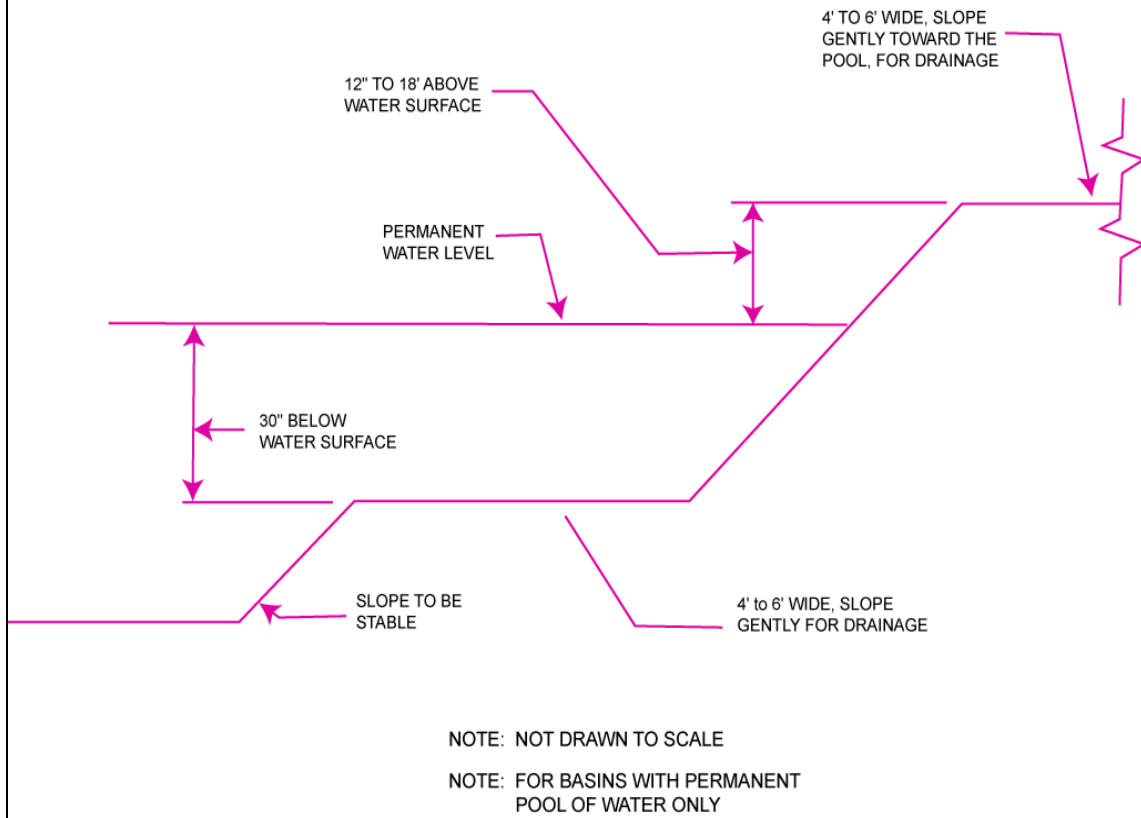 4' TO 6' WIDE, SLOPE
GENTLY TOWARD THE
POOL, FOR DRAINAGE
12" TO 18' ABOVE
WATER SURFACE
PERMANENT
WATER LEVEL
30" BELOW
WATER SURFACE
SLOPE TO BE
STABLE
4' to 6' WIDE, SLOPE
GENTLY FOR DRAINAGE
NOTE: NOT DRAWN TO SCALE
NOTE: FOR BASINS WITH PERMANENT
POOL OF WATER ONLY